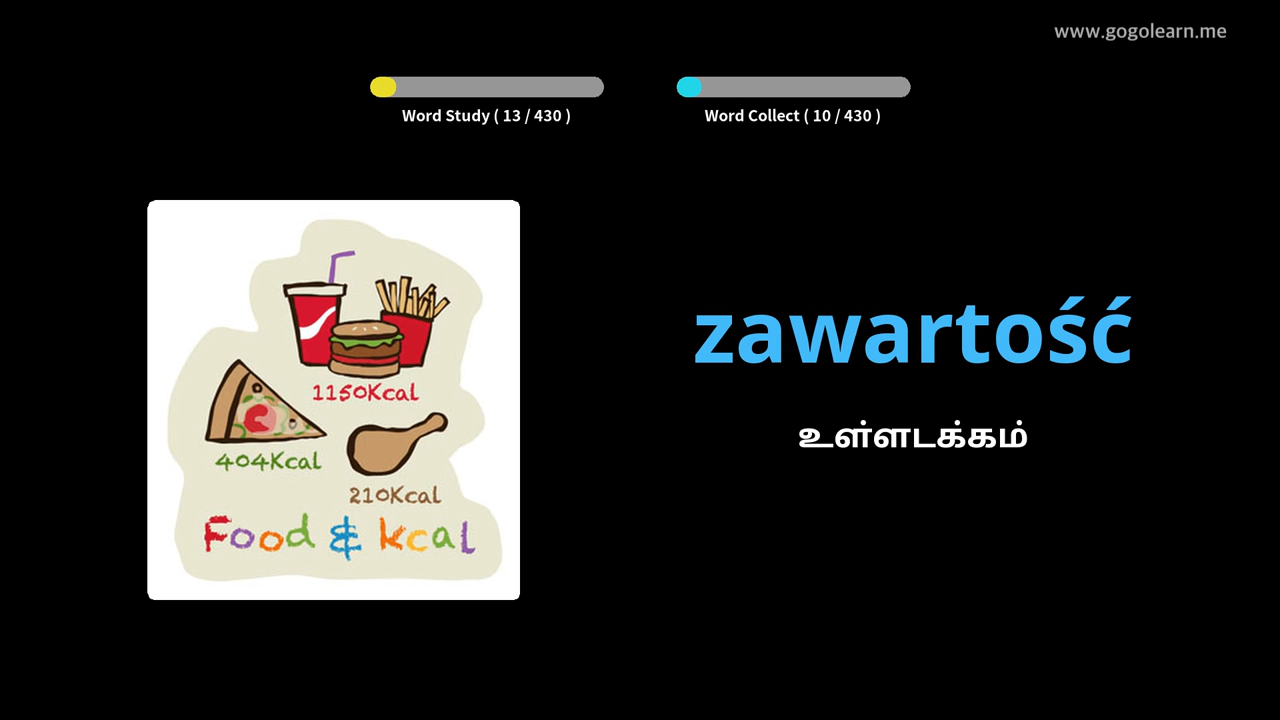 www.gogolearn.me
Word Study ( 13 / 430 )
Word Collect ( 10 / 430 )
1150Kcal
404Kcal
210Kcal
Food & kcal
zawartość
உள்ளடக்கம்